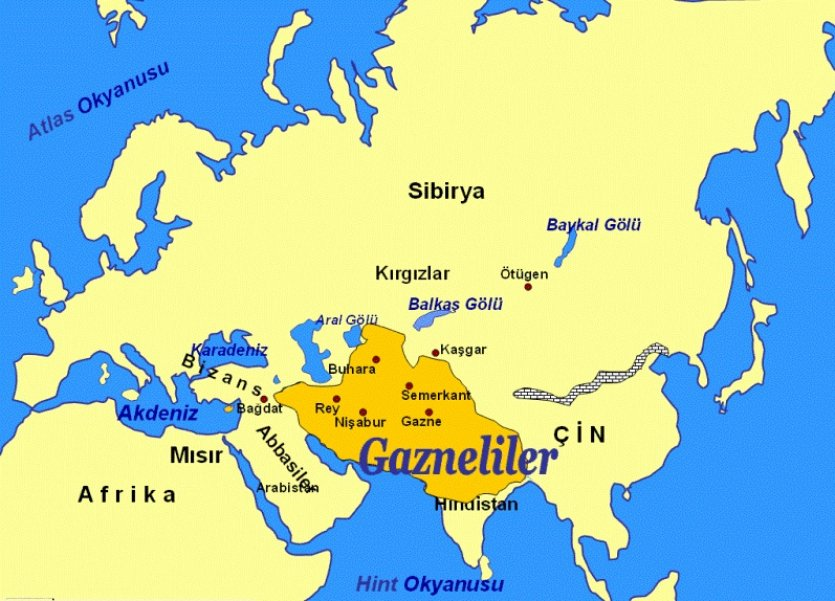 Atlas Okyanusu
Sibirya
Baykal Gölü
Kırgızlar
Ötügen
Balkaş Gölü
Aral Gölü
Karadeniz
Kaşgar
Buhara
Bizans
Semerkant
Akdeniz
Bağdat
Rey
Nişabur
Gazne
ÇİN
Mısır
Abbasiler
Gazneliler
Afrika
Arabistan
Hindistan
Hint Okyanusu